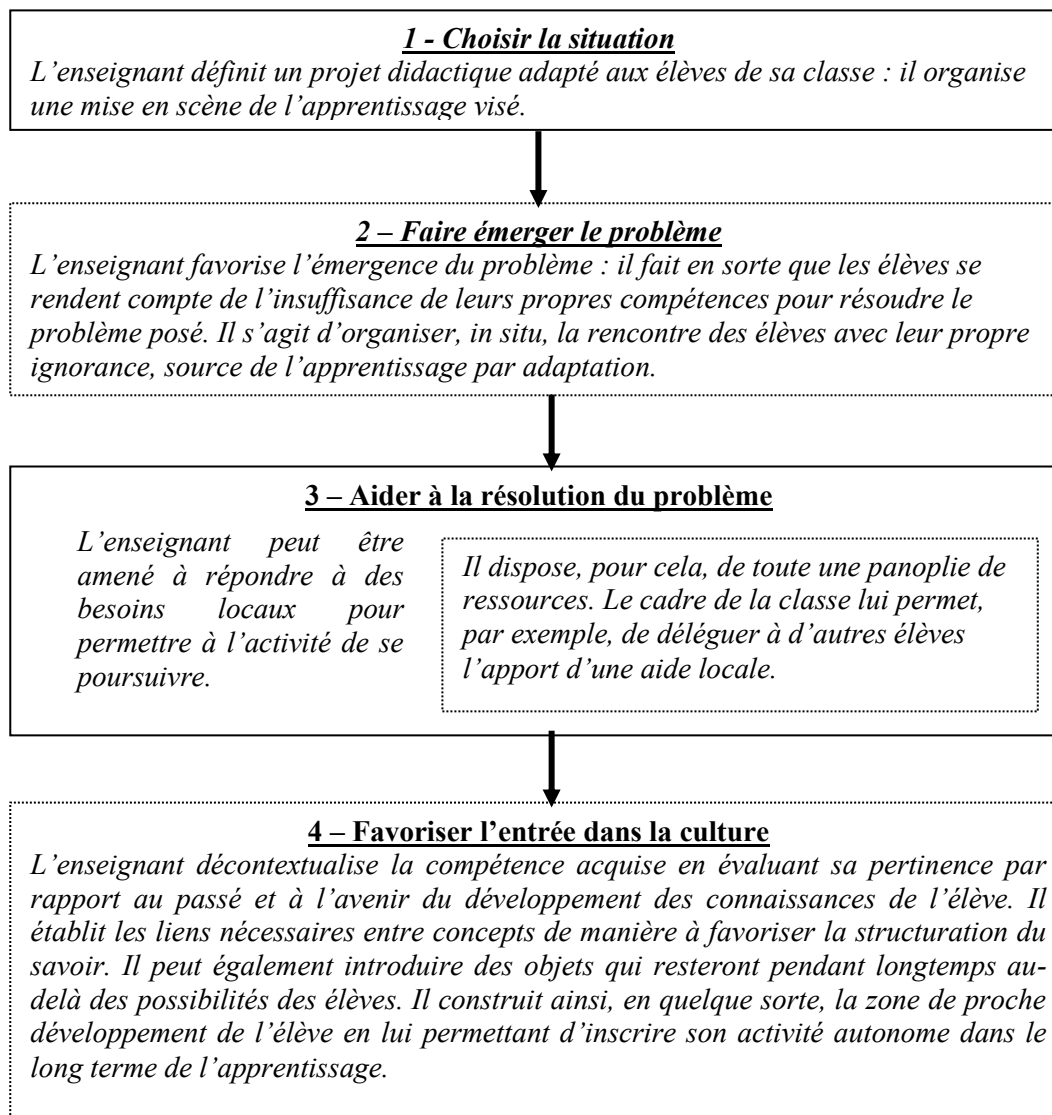 1 - Choisir la situation
L’enseignant définit un projet didactique adapté aux élèves de sa classe : il organise
une mise en scène de l’apprentissage visé.
2 – Faire émerger le problème
L’enseignant favorise l’émergence du problème : il fait en sorte que les élèves se
rendent compte de l’insuffisance de leurs propres compétences pour résoudre le
problème posé. Il s’agit d’organiser, in situ, la rencontre des élèves avec leur propre
ignorance, source de l’apprentissage par adaptation.
3 – Aider à la résolution du problème
L’enseignant peut être
amené à répondre à des
besoins locaux pour
permettre à l’activité de se
poursuivre.
Il dispose, pour cela, de toute une panoplie de
ressources. Le cadre de la classe lui permet,
par exemple, de déléguer à d’autres élèves
l’apport d’une aide locale.
4 – Favoriser l’entrée dans la culture
L’enseignant décontextualise la compétence acquise en évaluant sa pertinence par
rapport au passé et à l’avenir du développement des connaissances de l’élève. Il
établit les liens nécessaires entre concepts de manière à favoriser la structuration du
savoir. Il peut également introduire des objets qui resteront pendant longtemps au-
delà des possibilités des élèves. Il construit ainsi, en quelque sorte, la zone de proche
développement de l’élève en lui permettant d’inscrire son activité autonome dans le
long terme de l’apprentissage.